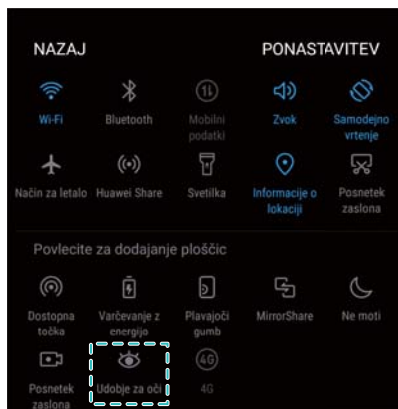 NAZAJ PONASTAVITEV
Wi-Fi Bluetooth Mobilni podatki Zvok Samodejno vrtenje
Način za letalo Huawei Share Svetilka Informacije o lokaciji Posnetek zaslona
Povlecite za dodajanje ploščic
Dostopna točka Varčevanje z energijo Plavajoči gumb MirrorShare Ne moti
4G
Posnetek zaslona Udobje za oči 4G